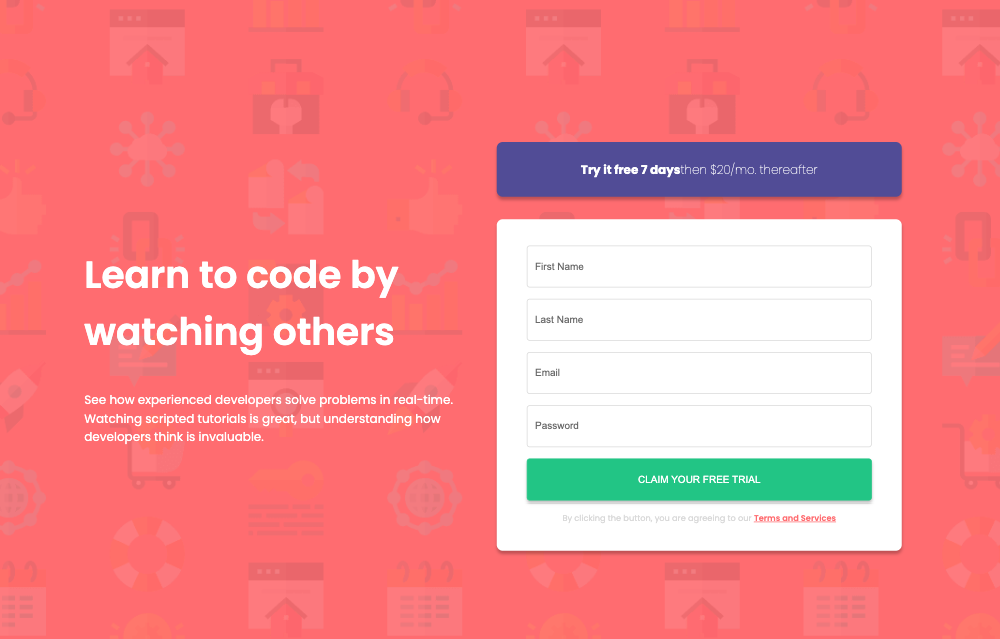 Try it free 7 daysthen $20/mo. thereafter
Learn to code by
watching others
See how experienced developers solve problems in real-time.
Watching scripted tutorials is great, but understanding how
developers think is invaluable.
First Name
Last Name
Email
Password
CLAIM YOUR FREE TRIAL
By clicking the button, you are agreeing to our Terms and Services